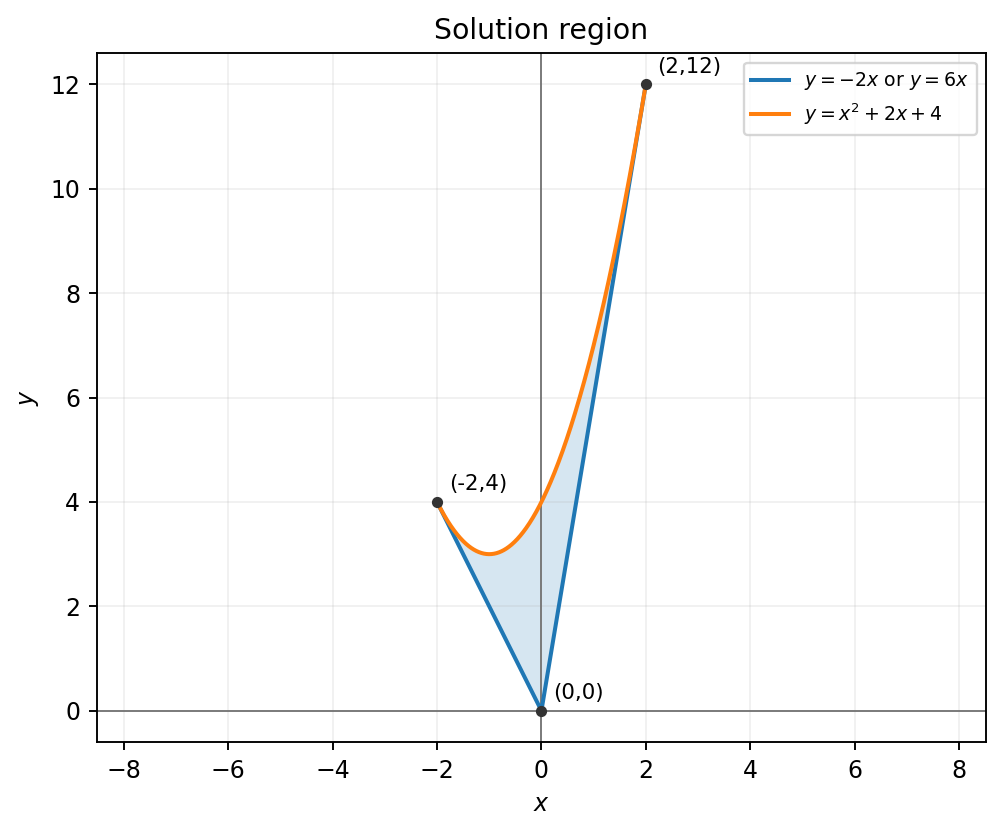 Solution region
(2,12)
y = −2x or y = 6x
y = x² + 2x + 4
12
10
8
6
4
2
0
y
(-2,4)
(0,0)
−8 −6 −4 −2 0 2 4 6 8
x